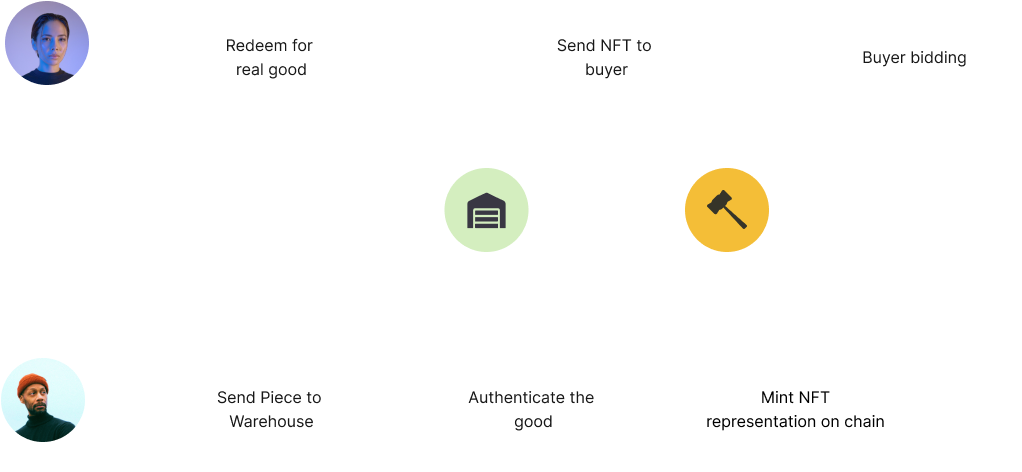 Redeem for
real good
Send NFT to
buyer
Buyer bidding
Send Piece to
Warehouse
Authenticate the
good
Mint NFT
representation on chain